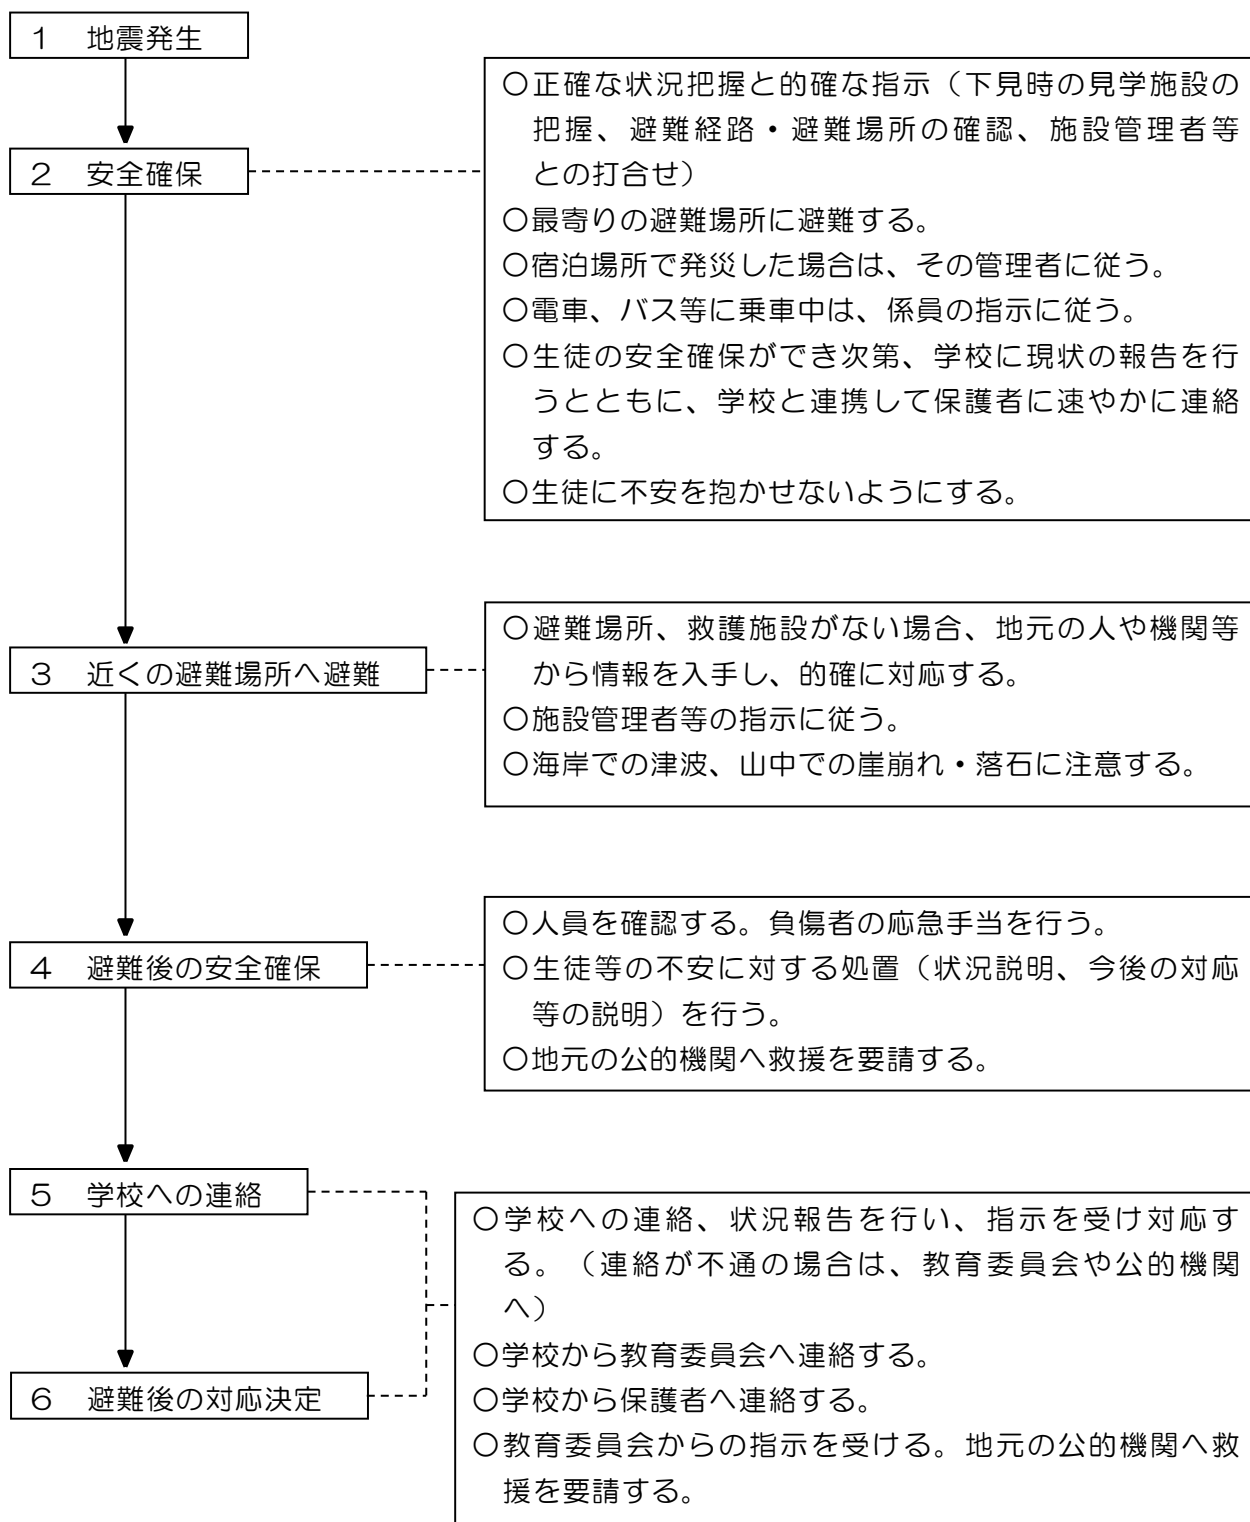 １　地震発生
２　安全確保
〇正確な状況把握と的確な指示（下見時の見学施設の
把握、避難経路・避難場所の確認、施設管理者等
との打合せ）
〇最寄りの避難場所に避難する。
〇宿泊場所で発災した場合は、その管理者に従う。
〇電車、バス等に乗車中は、係員の指示に従う。
〇生徒の安全確保ができ次第、学校に現状の報告を行
うとともに、学校と連携して保護者に速やかに連絡
する。
〇生徒に不安を抱かせないようにする。
３　近くの避難場所へ避難
〇避難場所、救護施設がない場合、地元の人や機関等
から情報を入手し、的確に対応する。
〇施設管理者等の指示に従う。
〇海岸での津波、山中での崖崩れ・落石に注意する。
４　避難後の安全確保
〇人員を確認する。負傷者の応急手当を行う。
〇生徒等の不安に対する処置（状況説明、今後の対応
等の説明）を行う。
〇地元の公的機関へ救援を要請する。
５　学校への連絡
６　避難後の対応決定
〇学校への連絡、状況報告を行い、指示を受け対応す
る。（連絡が不通の場合は、教育委員会や公的機関
へ）
〇学校から教育委員会へ連絡する。
〇学校から保護者へ連絡する。
〇教育委員会からの指示を受ける。地元の公的機関へ救
援を要請する。